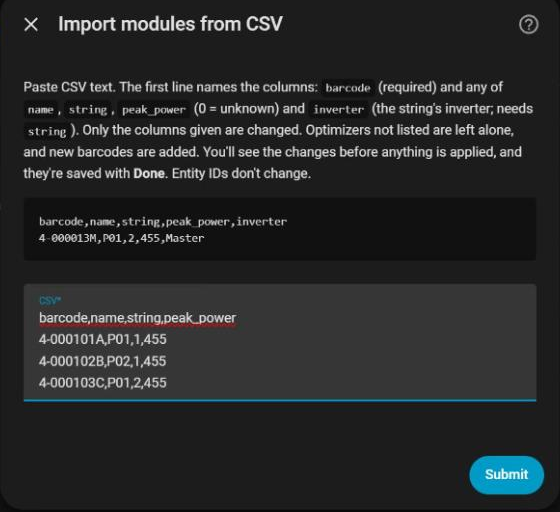 Import modules from CSV
Paste CSV text. The first line names the columns: barcode (required) and any of
name, string, peak_power (0 = unknown) and inverter (the string's inverter; needs
string). Only the columns given are changed. Optimizers not listed are left alone,
and new barcodes are added. You'll see the changes before anything is applied, and
they're saved with Done. Entity IDs don't change.
barcode,name,string,peak_power,inverter
4-000013M,P01,2,455,Master
CSV*
barcode,name,string,peak_power
4-000101A,P01,1,455
4-000102B,P02,1,455
4-000103C,P01,2,455
Submit